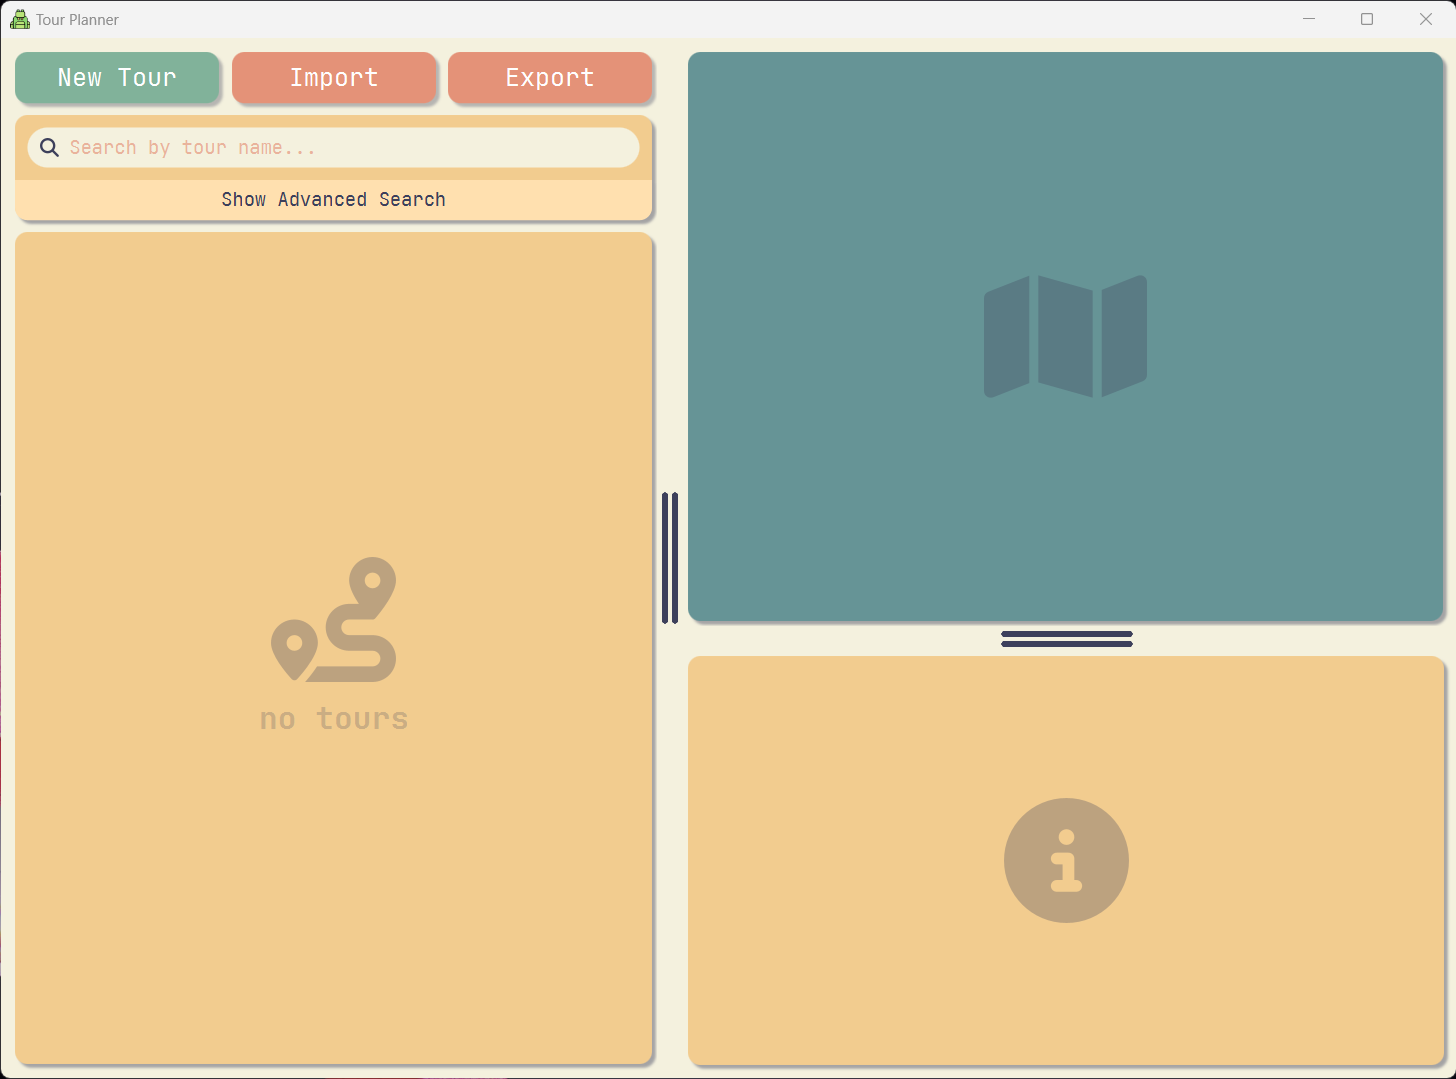 Tour Planner
New Tour
Import
Export
Search by tour name...
Show Advanced Search
no tours